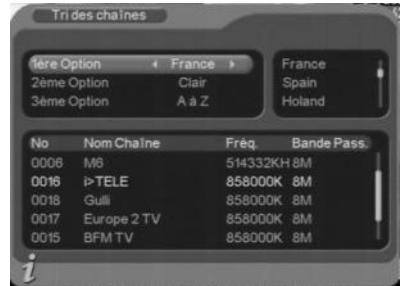 Tri des chaînes
1ère Option France
France
2ème Option Clair
Spain
3ème Option A à Z
Holand
No Nom Chaîne Fréq. Bande Pass.
0006 M6 514332KH 8M
0016 i>TELE 858000K 8M
0018 Gulli 858000K 8M
0017 Europe 2 TV 858000K 8M
0015 BFM TV 858000K 8M
i